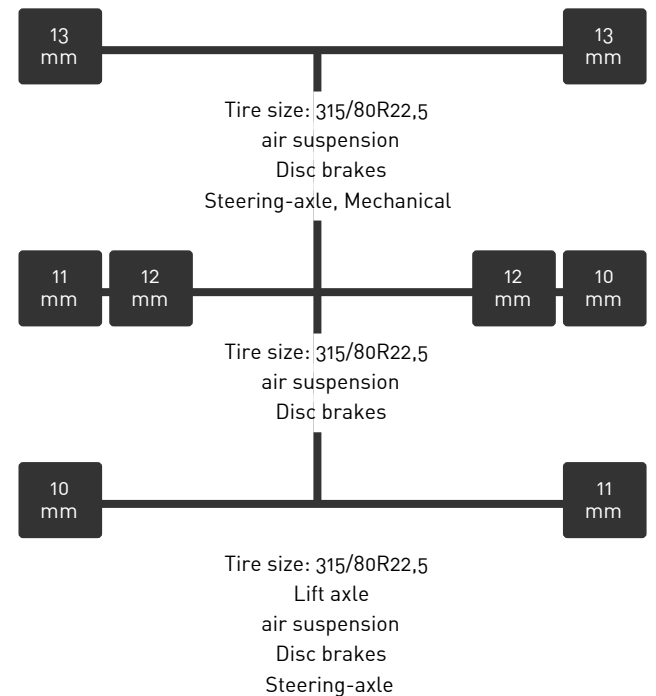 13 mm 13 mm
Tire size: 315/80R22,5
air suspension
Disc brakes
Steering-axle, Mechanical
11 mm 12 mm 12 mm 10 mm
Tire size: 315/80R22,5
air suspension
Disc brakes
10 mm 11 mm
Tire size: 315/80R22,5
Lift axle
air suspension
Disc brakes
Steering-axle